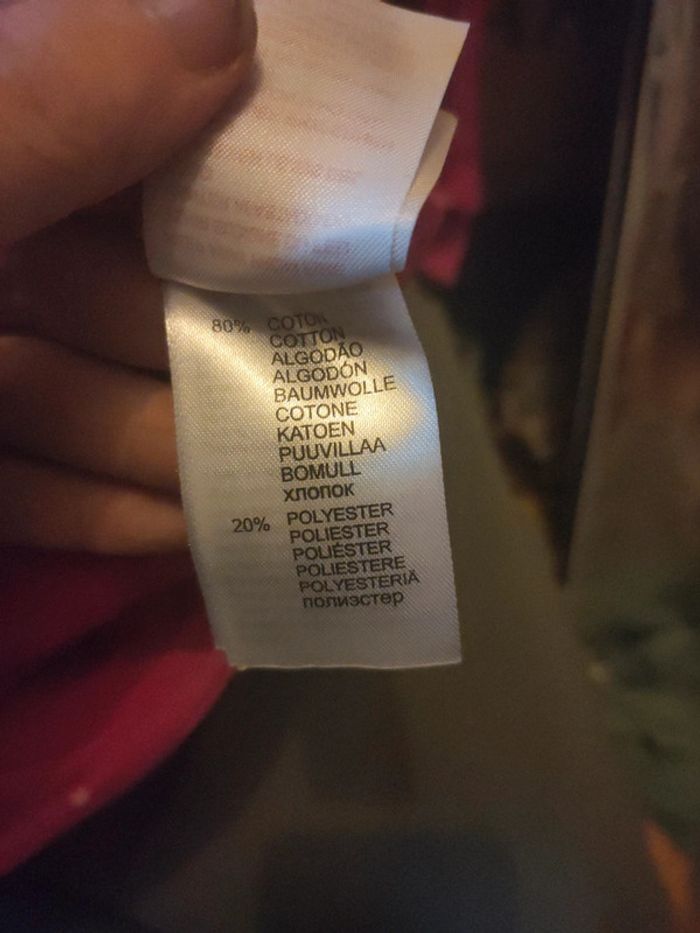 80% COTON
COTTON
ALGODÃO
ALGODÓN
BAUMWOLLE
COTONE
KATOEN
PUUVILLAA
BOMULL
хлопок
20% POLYESTER
POLIESTER
POLIÉSTER
POLIESTERE
POLYESTERIÄ
полиэстер